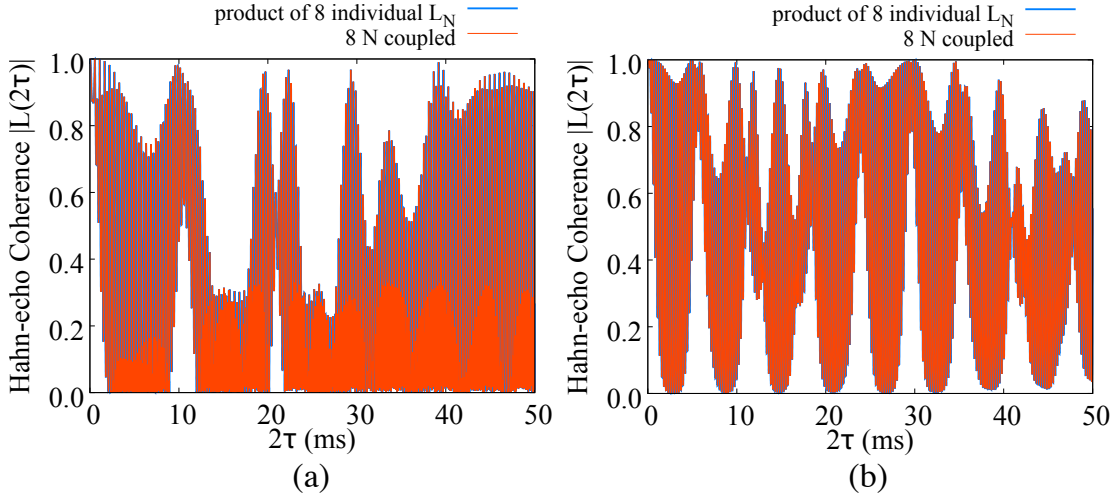 product of 8 individual L_N
8 N coupled
Hahn-echo Coherence |L(2τ)|
1.0
0.8
0.6
0.4
0.2
0.0
0 10 20 30 40 50
2τ (ms)
(a)
product of 8 individual L_N
8 N coupled
Hahn-echo Coherence |L(2τ)|
1.0
0.8
0.6
0.4
0.2
0.0
0 10 20 30 40 50
2τ (ms)
(b)